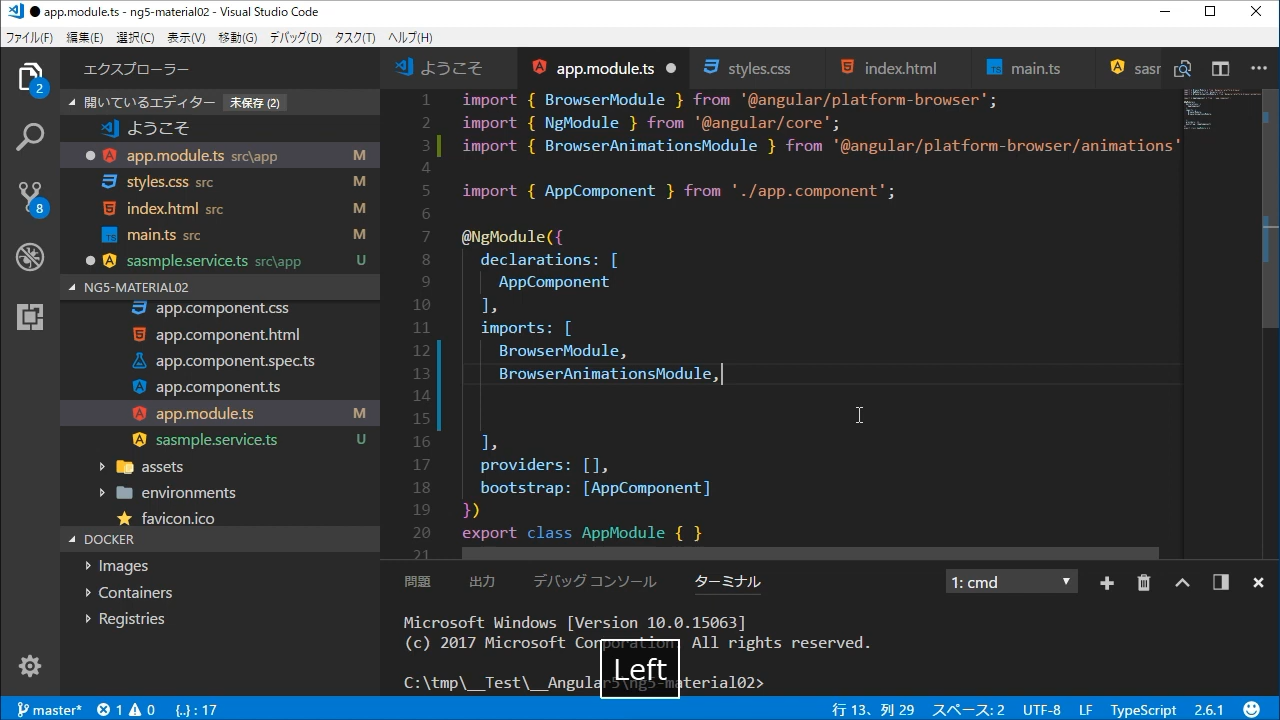 app.module.ts - ng5-material02 - Visual Studio Code
ファイル(F) 編集(E) 選択(C) 表示(V) 移動(G) デバッグ(D) タスク(T) ヘルプ(H)
2
8
エクスプローラー
開いているエディター 未保存 (2)
ようこそ
app.module.ts src\app M
styles.css src M
index.html src M
main.ts src M
sasmple.service.ts src\app U
NG5-MATERIAL02
app.component.css
app.component.html
app.component.spec.ts
app.component.ts
app.module.ts M
sasmple.service.ts U
assets
environments
favicon.ico
DOCKER
Images
Containers
Registries
ようこそ app.module.ts styles.css index.html main.ts sasr
1 import { BrowserModule } from '@angular/platform-browser';
2 import { NgModule } from '@angular/core';
3 import { BrowserAnimationsModule } from '@angular/platform-browser/animations'
4
5 import { AppComponent } from './app.component';
6
7 @NgModule({
8 declarations: [
9 AppComponent
10 ],
11 imports: [
12 BrowserModule,
13 BrowserAnimationsModule,
14
15
16 ],
17 providers: [],
18 bootstrap: [AppComponent]
19 })
20 export class AppModule { }
21
問題 出力 デバッグ コンソール ターミナル 1: cmd
Microsoft Windows [Version 10.0.15063]
(c) 2017 Microsoft Corporation. All rights reserved.
C:\tmp\__Test\__Angular5\ng5-material02>
Left
master* 1 0 {..} : 17 行 13、列 29 スペース: 2 UTF-8 LF TypeScript 2.6.1